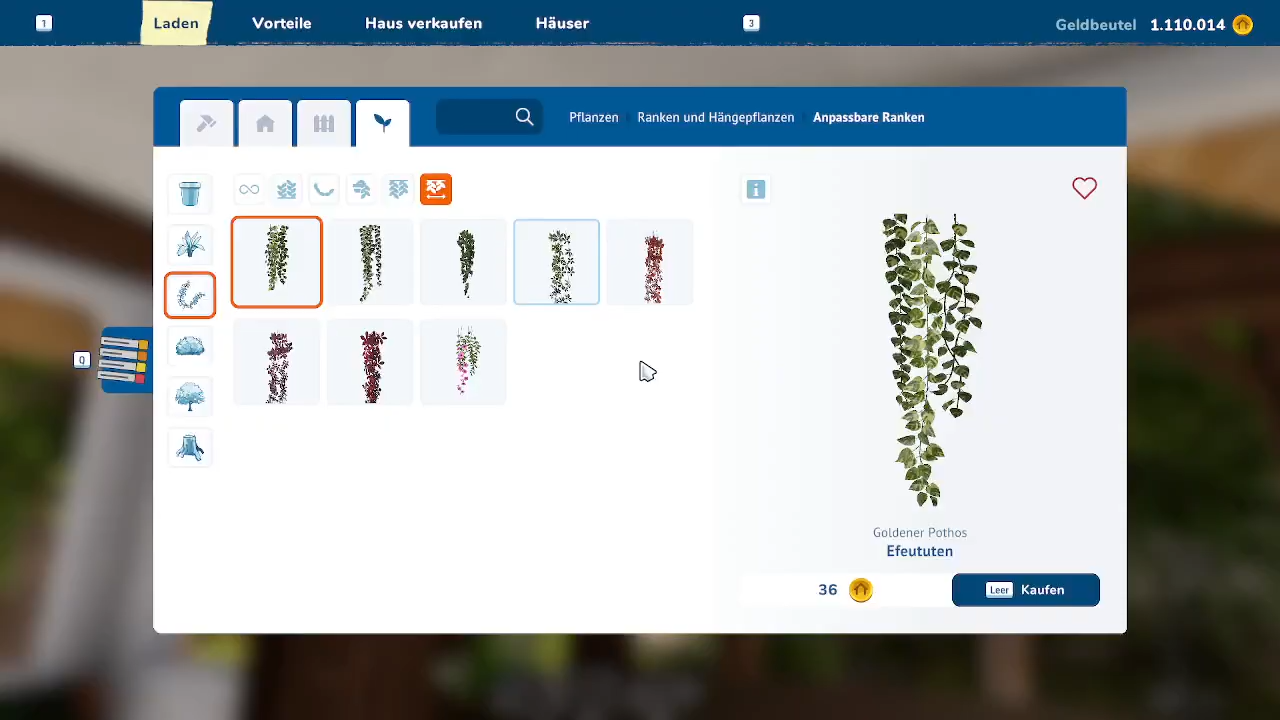 1
Laden
Vorteile
Haus verkaufen
Häuser
3
Geldbeutel
1.110.014
Pflanzen
Ranken und Hängepflanzen
Anpassbare Ranken
Q
Goldener Pothos
Efeututen
36
Leer
Kaufen